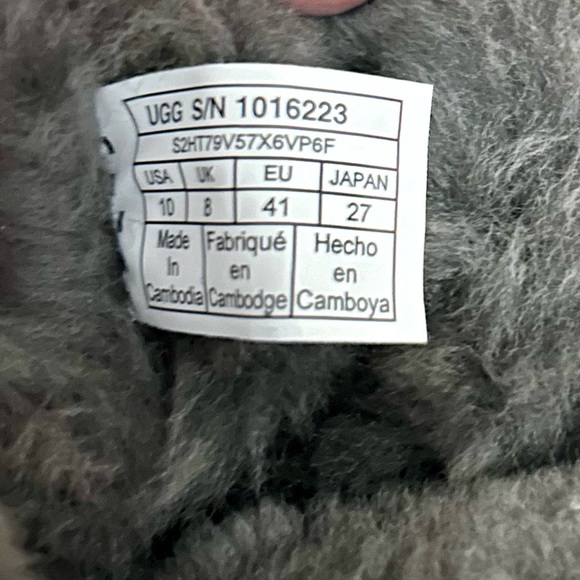 UGG S/N 1016223
S2HT79V57X6VP6F
USA UK EU JAPAN
10 8 41 27
Made In Cambodia
Fabriqué en Cambodge
Hecho en Camboya